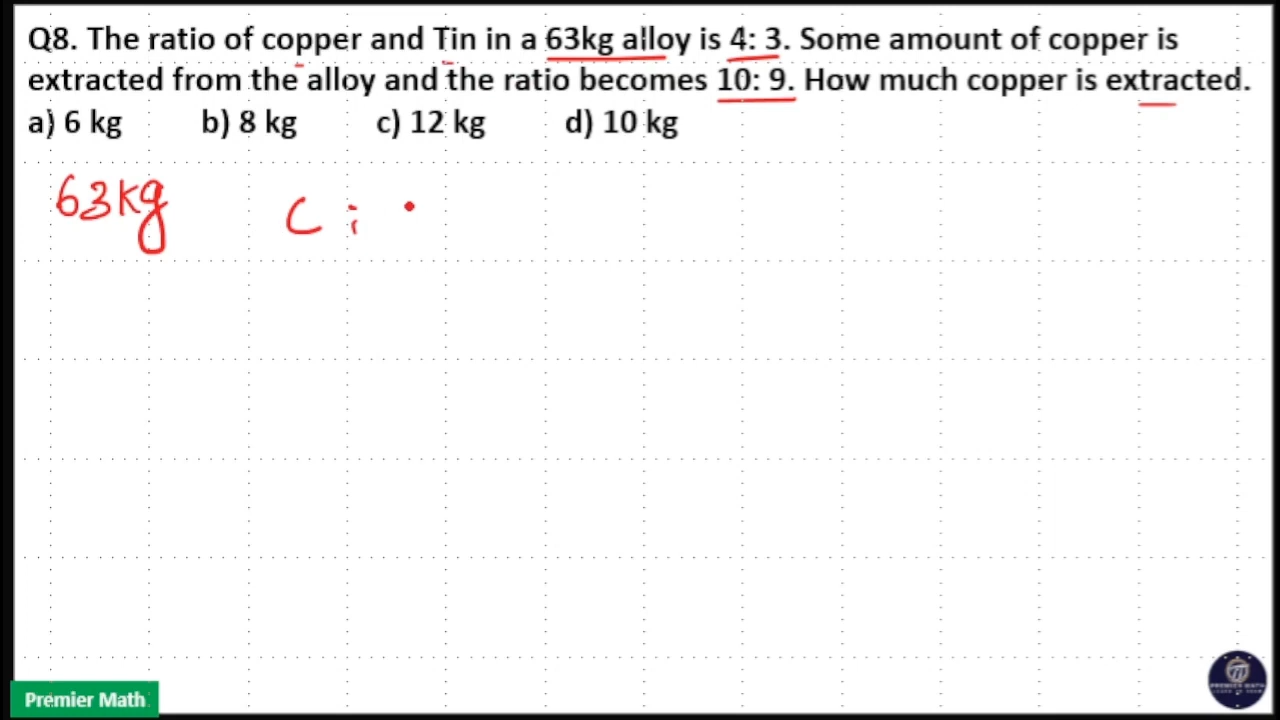 Q8. The ratio of copper and Tin in a 63kg alloy is 4: 3. Some amount of copper is
extracted from the alloy and the ratio becomes 10: 9. How much copper is extracted.
a) 6 kg b) 8 kg c) 12 kg d) 10 kg
63kg C :
Premier Math